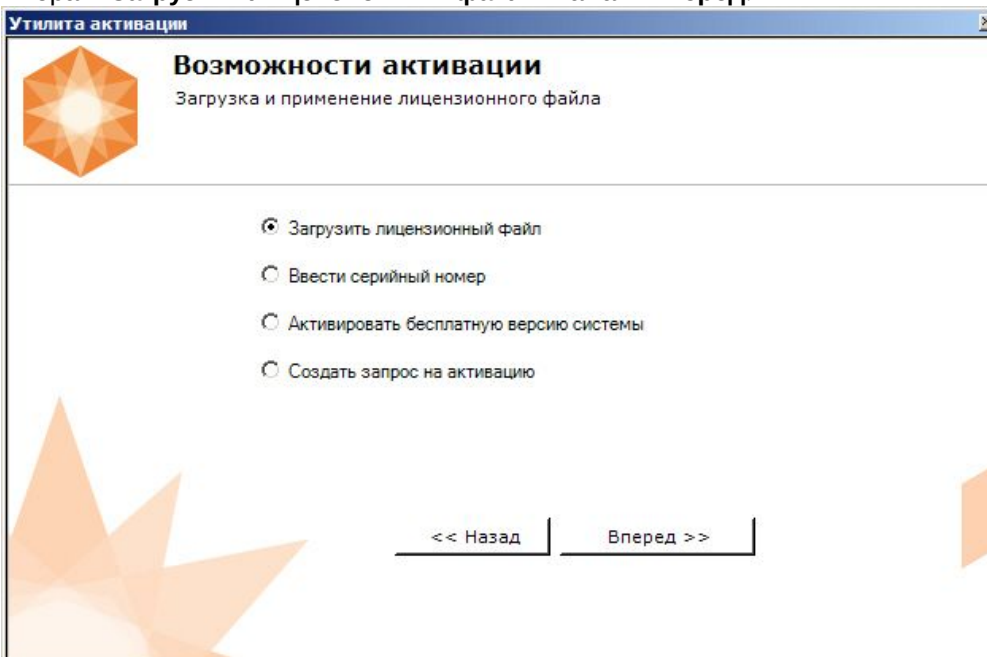 Утилита активации
Возможности активации
Загрузка и применение лицензионного файла
Загрузить лицензионный файл
Ввести серийный номер
Активировать бесплатную версию системы
Создать запрос на активацию
<< Назад
Вперед >>